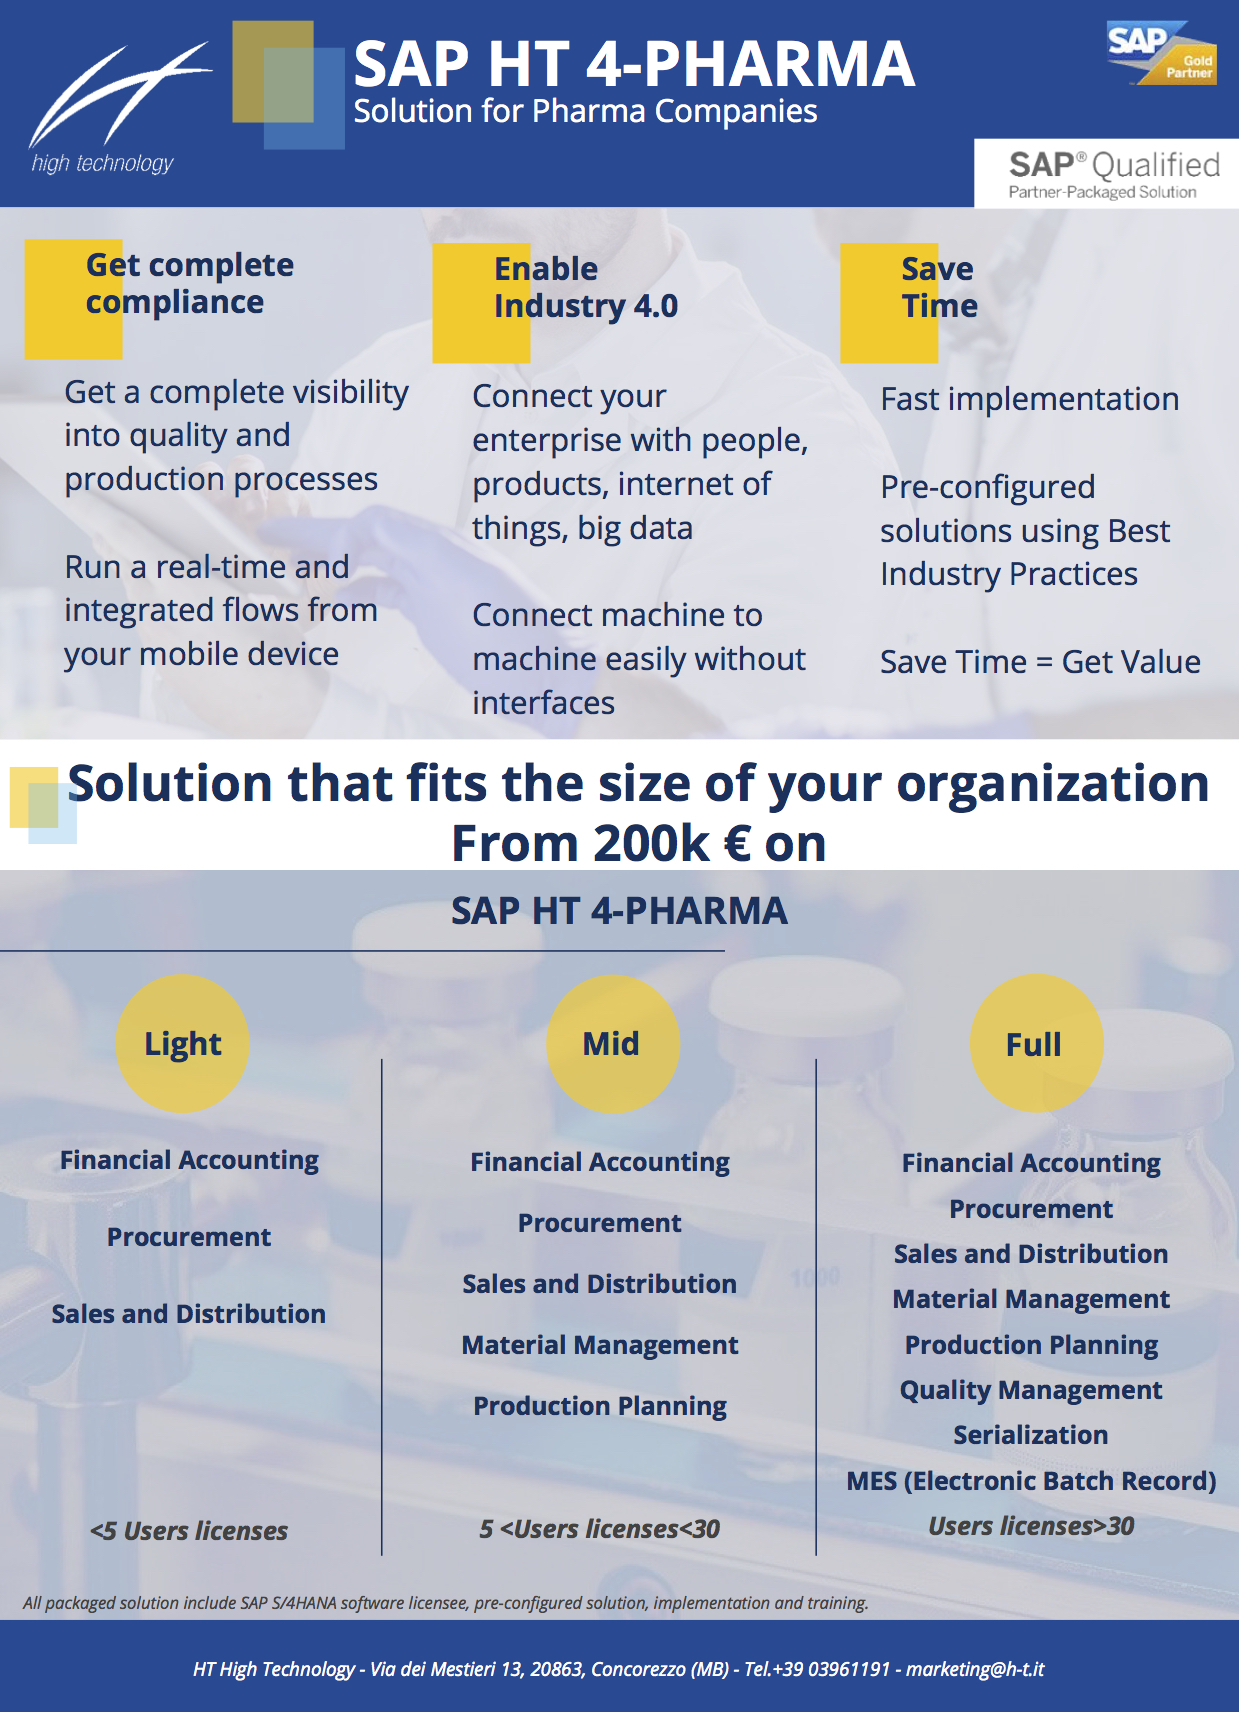 high technology
SAP HT 4-PHARMA
Solution for Pharma Companies
SAP
Gold
Partner
SAP® Qualified
Partner-Packaged Solution
Get complete
compliance
Get a complete visibility
into quality and
production processes
Run a real-time and
integrated flows from
your mobile device
Enable
Industry 4.0
Connect your
enterprise with people,
products, internet of
things, big data
Connect machine to
machine easily without
interfaces
Save
Time
Fast implementation
Pre-configured
solutions using Best
Industry Practices
Save Time = Get Value
Solution that fits the size of your organization
From 200k € on
SAP HT 4-PHARMA
Light
Financial Accounting
Procurement
Sales and Distribution
<5 Users licenses
Mid
Financial Accounting
Procurement
Sales and Distribution
Material Management
Production Planning
5 <Users licenses<30
Full
Financial Accounting
Procurement
Sales and Distribution
Material Management
Production Planning
Quality Management
Serialization
MES (Electronic Batch Record)
Users licenses>30
1000
All packaged solution include SAP S/4HANA software licensee, pre-configured solution, implementation and training.
HT High Technology - Via dei Mestieri 13, 20863, Concorezzo (MB) - Tel.+39 03961191 - marketing@h-t.it